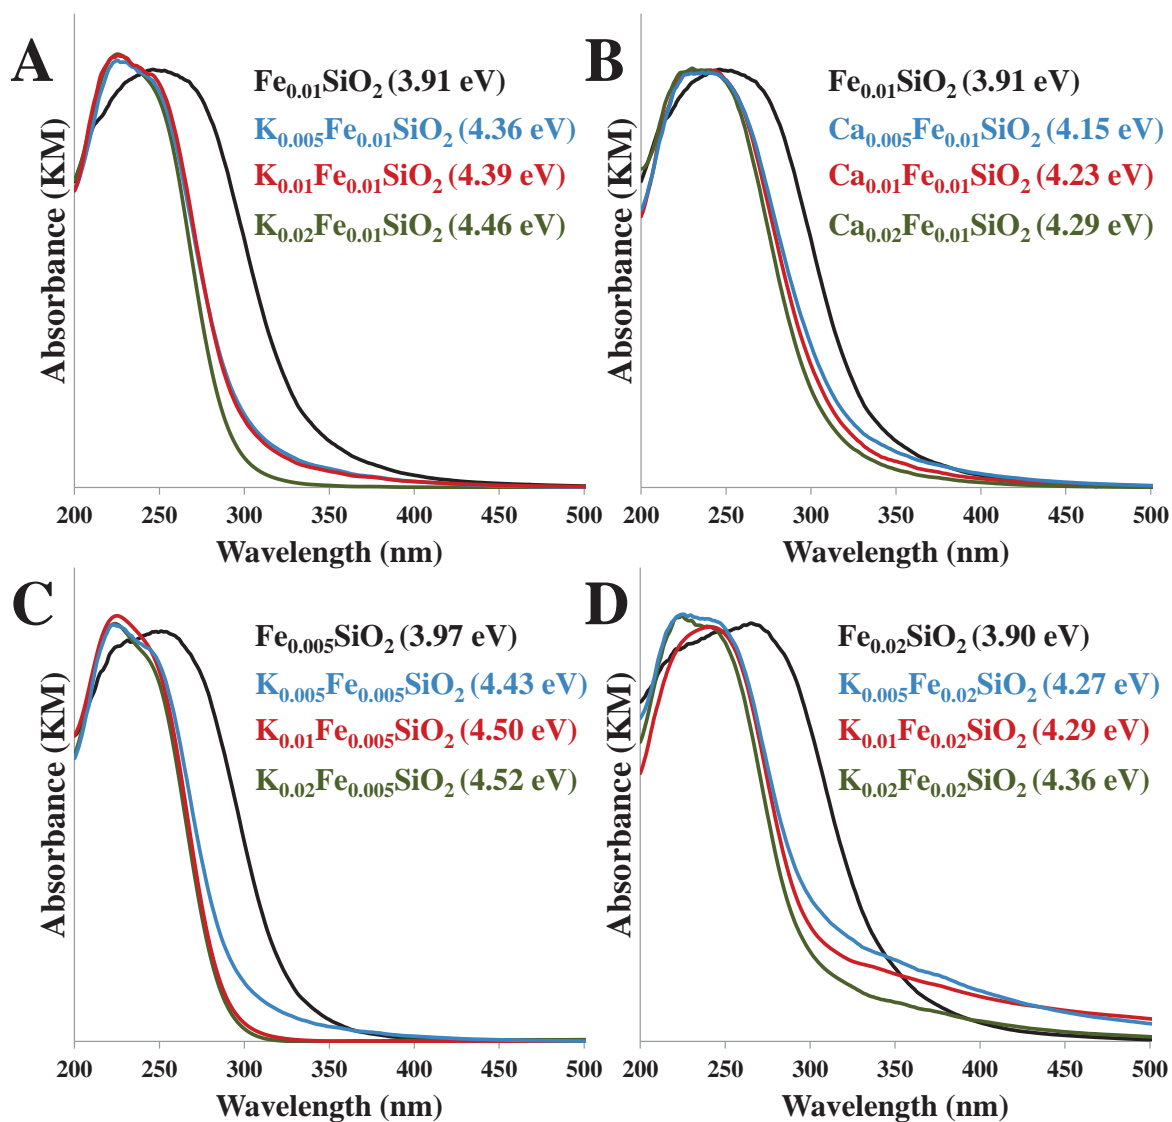 A
Fe0.01SiO2 (3.91 eV)
K0.005Fe0.01SiO2 (4.36 eV)
K0.01Fe0.01SiO2 (4.39 eV)
K0.02Fe0.01SiO2 (4.46 eV)
Absorbance (KM)
200 250 300 350 400 450 500
Wavelength (nm)
B
Fe0.01SiO2 (3.91 eV)
Ca0.005Fe0.01SiO2 (4.15 eV)
Ca0.01Fe0.01SiO2 (4.23 eV)
Ca0.02Fe0.01SiO2 (4.29 eV)
Absorbance (KM)
200 250 300 350 400 450 500
Wavelength (nm)
C
Fe0.005SiO2 (3.97 eV)
K0.005Fe0.005SiO2 (4.43 eV)
K0.01Fe0.005SiO2 (4.50 eV)
K0.02Fe0.005SiO2 (4.52 eV)
Absorbance (KM)
200 250 300 350 400 450 500
Wavelength (nm)
D
Fe0.02SiO2 (3.90 eV)
K0.005Fe0.02SiO2 (4.27 eV)
K0.01Fe0.02SiO2 (4.29 eV)
K0.02Fe0.02SiO2 (4.36 eV)
Absorbance (KM)
200 250 300 350 400 450 500
Wavelength (nm)